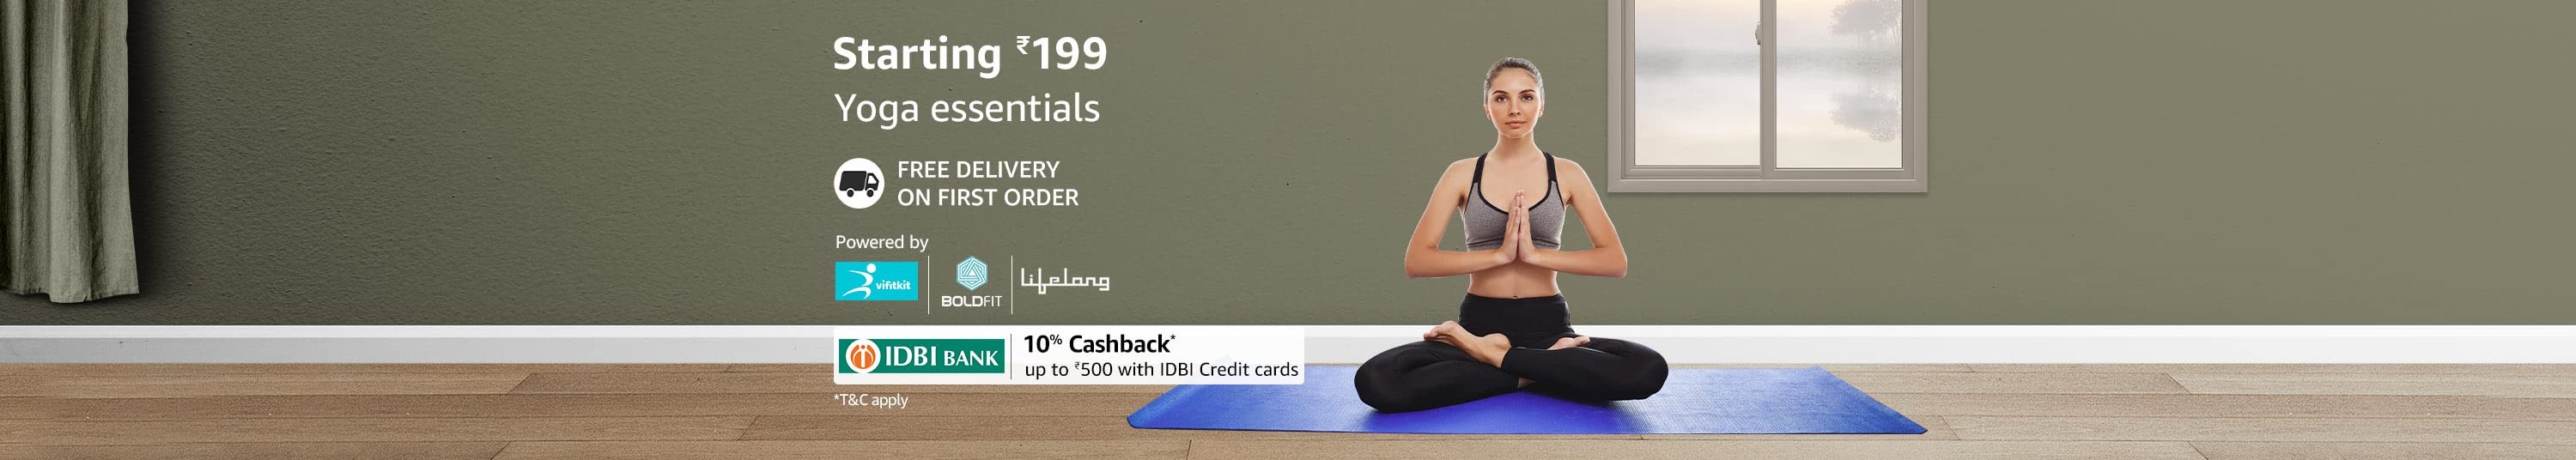 Starting ₹199
Yoga essentials
FREE DELIVERY
ON FIRST ORDER
Powered by
vifitkit
BOLDFIT
lifelong
IDBI BANK
10% Cashback*
up to ₹500 with IDBI Credit cards
*T&C apply